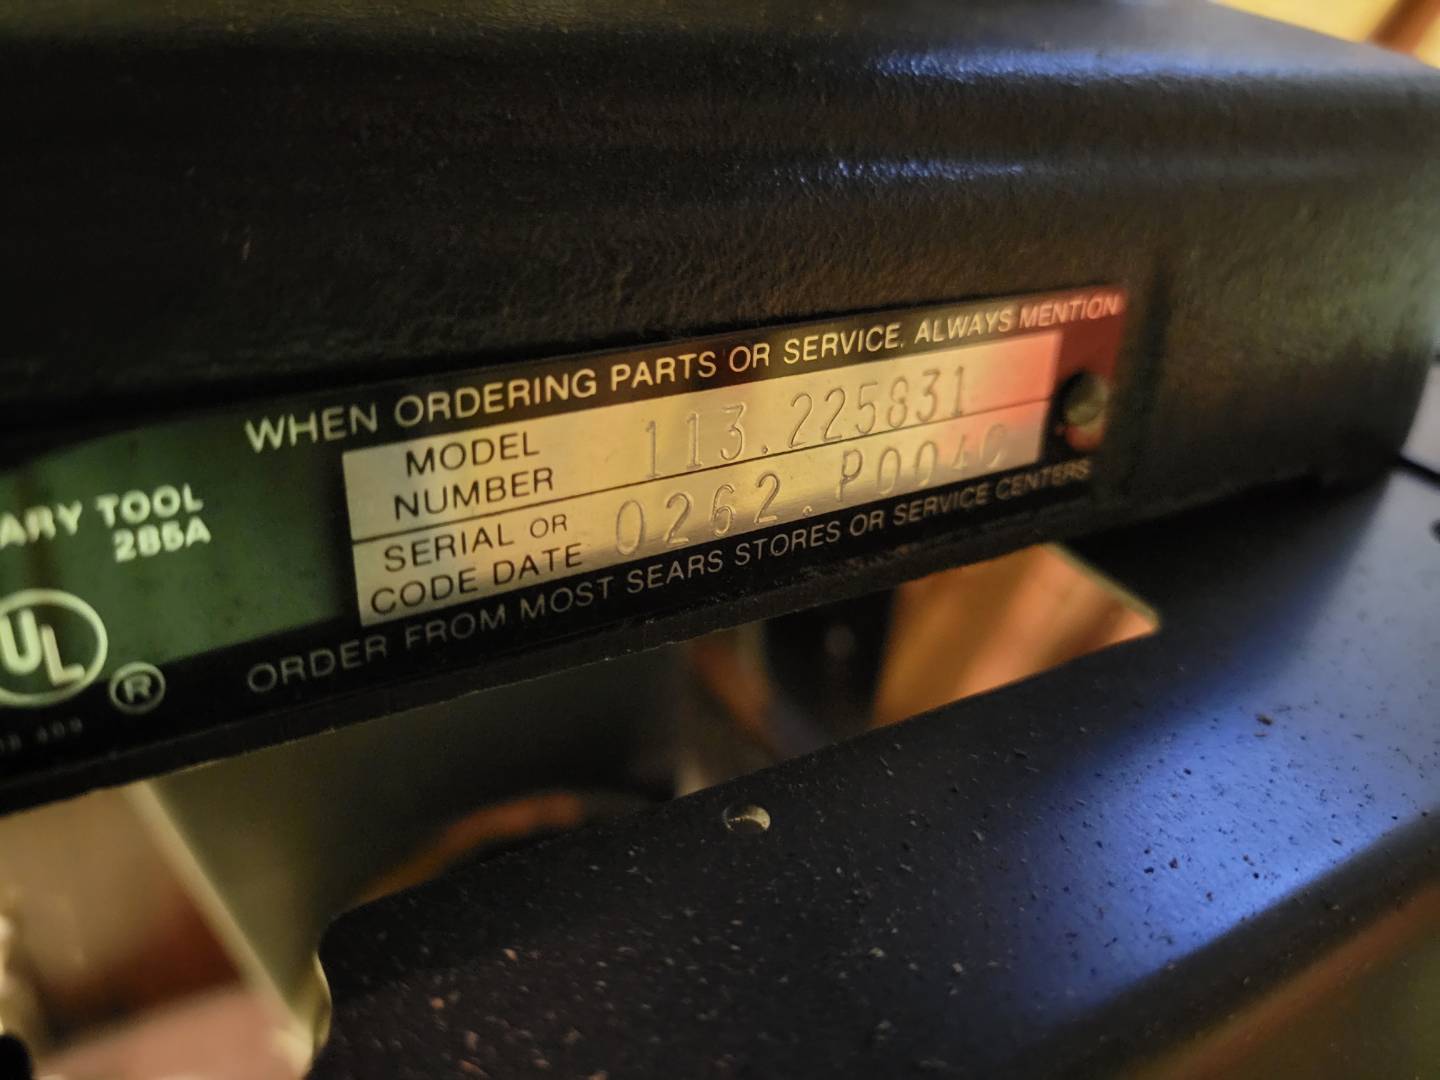 WHEN ORDERING PARTS OR SERVICE, ALWAYS MENTION
MODEL NUMBER 113.225831
SERIAL OR CODE DATE 0262.P004
ORDER FROM MOST SEARS STORES OR SERVICE CENTERS
ARY TOOL
285A
UL
®